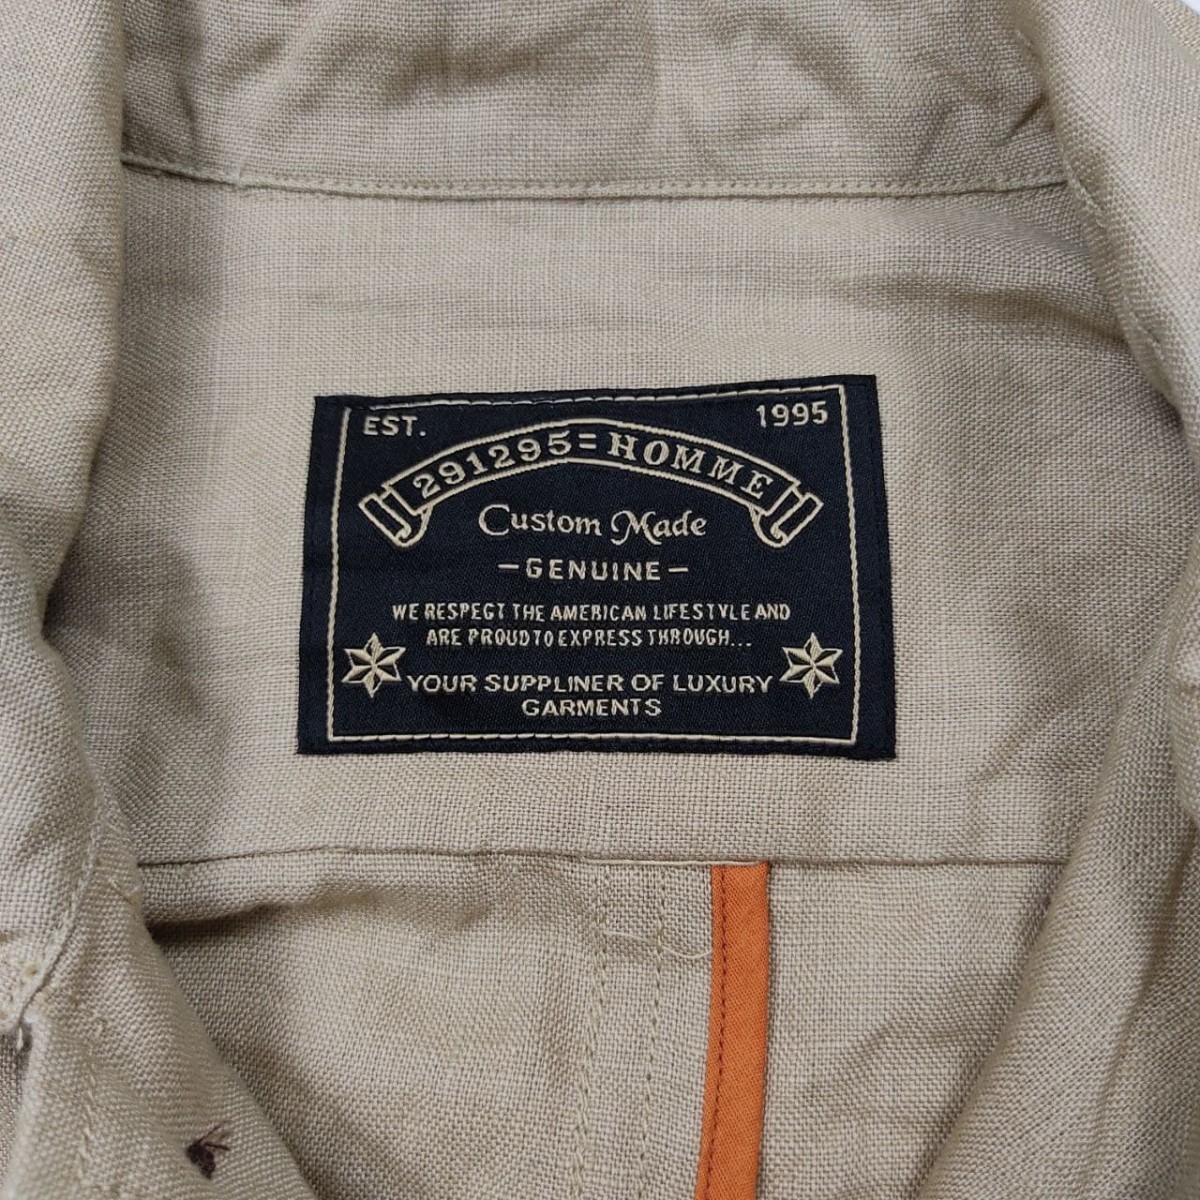 EST. 1995
291295=HOMME
Custom Made
-GENUINE-
WE RESPECT THE AMERICAN LIFESTYLE AND
ARE PROUD TO EXPRESS THROUGH...
YOUR SUPPLINER OF LUXURY
GARMENTS